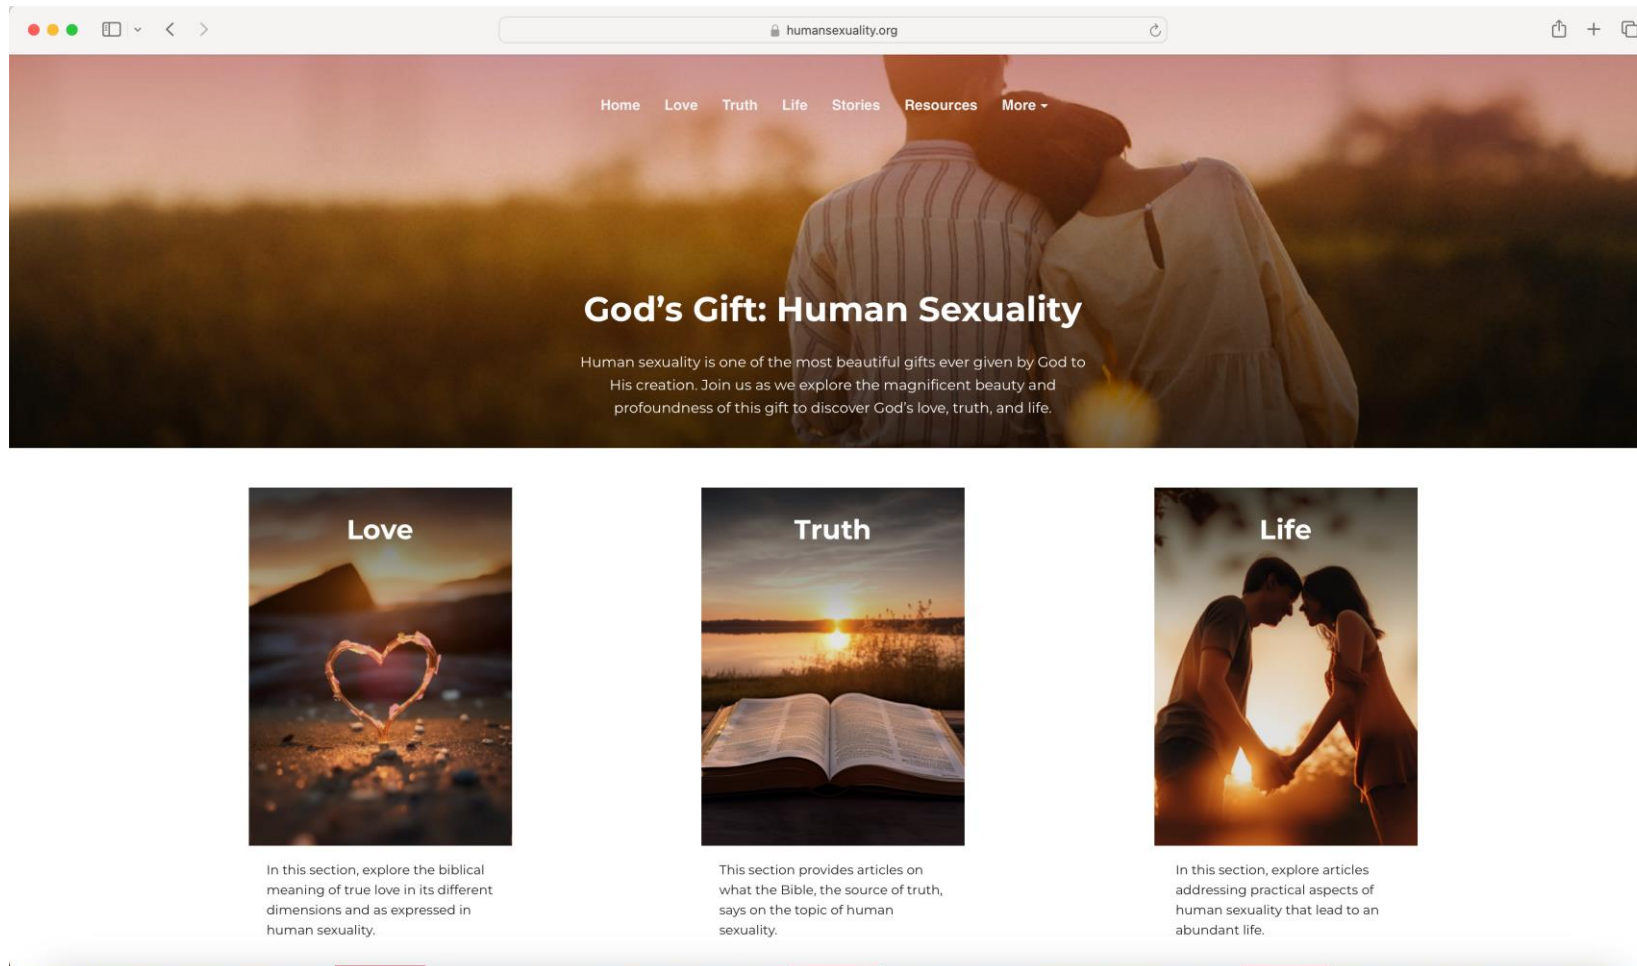 humansexuality.org
Home Love Truth Life Stories Resources More
God’s Gift: Human Sexuality
Human sexuality is one of the most beautiful gifts ever given by God to
His creation. Join us as we explore the magnificent beauty and
profoundness of this gift to discover God’s love, truth, and life.
Love
In this section, explore the biblical
meaning of true love in its different
dimensions and as expressed in
human sexuality.
Truth
This section provides articles on
what the Bible, the source of truth,
says on the topic of human
sexuality.
Life
In this section, explore articles
addressing practical aspects of
human sexuality that lead to an
abundant life.